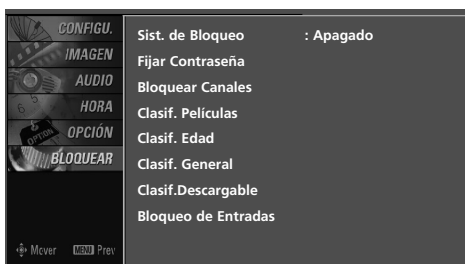 CONFIGU.
IMAGEN
AUDIO
HORA
OPCIÓN
BLOQUEAR
Mover MENU Prev
Sist. de Bloqueo : Apagado
Fijar Contraseña
Bloquear Canales
Clasif. Películas
Clasif. Edad
Clasif. General
Clasif.Descargable
Bloqueo de Entradas